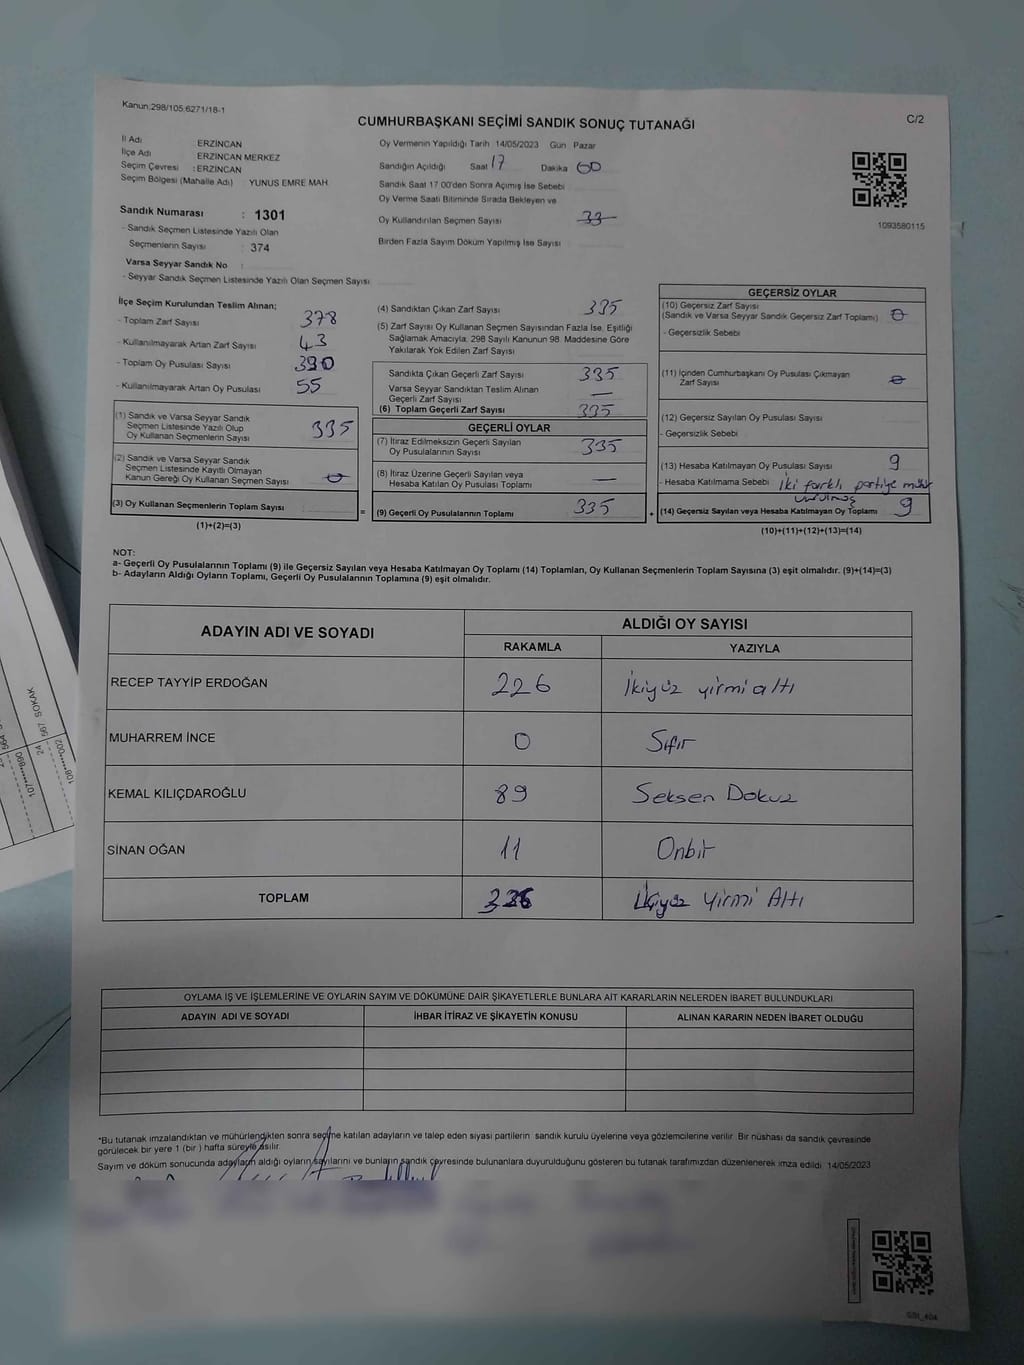 Kanun:298/105.6271/18-1
C/2
CUMHURBAŞKANI SEÇİMİ SANDIK SONUÇ TUTANAĞI
İl Adı ERZİNCAN
İlçe Adı ERZİNCAN MERKEZ
Seçim Çevresi : ERZİNCAN
Seçim Bölgesi (Mahalle Adı) YUNUS EMRE MAH.
Sandık Numarası : 1301
- Sandık Seçmen Listesinde Yazılı Olan
Seçmenlerin Sayısı : 374
Varsa Seyyar Sandık No :
- Seyyar Sandık Seçmen Listesinde Yazılı Olan Seçmen Sayısı
Oy Vermenin Yapıldığı Tarih 14/05/2023 Gün Pazar
Sandığın Açıldığı Saat 17 Dakika 00
Sandık Saat 17 00'den Sonra Açılmış İse Sebebi
Oy Verme Saati Bitiminde Sırada Bekleyen ve
Oy Kullandırılan Seçmen Sayısı 33
Birden Fazla Sayım Döküm Yapılmış İse Sayısı
1093580115
İlçe Seçim Kurulundan Teslim Alınan;
- Toplam Zarf Sayısı 378
- Kullanılmayarak Artan Zarf Sayısı 43
- Toplam Oy Pusulası Sayısı 390
- Kullanılmayarak Artan Oy Pusulası 55
(1) Sandık ve Varsa Seyyar Sandık
Seçmen Listesinde Yazılı Olup
Oy Kullanan Seçmenlerin Sayısı 335
(2) Sandık ve Varsa Seyyar Sandık
Seçmen Listesinde Kayıtlı Olmayan
Kanun Gereği Oy Kullanan Seçmen Sayısı 0
(3) Oy Kullanan Seçmenlerin Toplam Sayısı
(1)+(2)=(3)
=
(4) Sandıktan Çıkan Zarf Sayısı 335
(5) Zarf Sayısı Oy Kullanan Seçmen Sayısından Fazla İse, Eşitliği
Sağlamak Amacıyla, 298 Sayılı Kanunun 98. Maddesine Göre
Yakılarak Yok Edilen Zarf Sayısı
Sandıkta Çıkan Geçerli Zarf Sayısı 335
Varsa Seyyar Sandıktan Teslim Alınan
Geçerli Zarf Sayısı —
(6) Toplam Geçerli Zarf Sayısı 335
GEÇERLİ OYLAR
(7) İtiraz Edilmeksizin Geçerli Sayılan
Oy Pusulalarının Sayısı 335
(8) İtiraz Üzerine Geçerli Sayılan veya
Hesaba Katılan Oy Pusulası Toplamı —
(9) Geçerli Oy Pusulalarının Toplamı 335
+
GEÇERSİZ OYLAR
(10) Geçersiz Zarf Sayısı
(Sandık ve Varsa Seyyar Sandık Geçersiz Zarf Toplamı) 0
- Geçersizlik Sebebi
(11) İçinden Cumhurbaşkanı Oy Pusulası Çıkmayan
Zarf Sayısı 0
(12) Geçersiz Sayılan Oy Pusulası Sayısı
- Geçersizlik Sebebi
(13) Hesaba Katılmayan Oy Pusulası Sayısı 9
- Hesaba Katılmama Sebebi iki farklı partiye mühür
vurulmuş
(14) Geçersiz Sayılan veya Hesaba Katılmayan Oy Toplamı 9
(10)+(11)+(12)+(13)=(14)
NOT:
a- Geçerli Oy Pusulalarının Toplamı (9) ile Geçersiz Sayılan veya Hesaba Katılmayan Oy Toplamı (14) Toplamları, Oy Kullanan Seçmenlerin Toplam Sayısına (3) eşit olmalıdır. (9)+(14)=(3)
b- Adayların Aldığı Oyların Toplamı, Geçerli Oy Pusulalarının Toplamına (9) eşit olmalıdır.
ADAYIN ADI VE SOYADI ALDIĞI OY SAYISI
RAKAMLA YAZIYLA
RECEP TAYYİP ERDOĞAN 226 İkiyüz yirmi altı
MUHARREM İNCE 0 Sıfır
KEMAL KILIÇDAROĞLU 89 Seksen Dokuz
SİNAN OĞAN 11 Onbir
TOPLAM 326 İkiyüz Yirmi Altı
OYLAMA İŞ VE İŞLEMLERİNE VE OYLARIN SAYIM VE DÖKÜMÜNE DAİR ŞİKAYETLERLE BUNLARA AİT KARARLARIN NELERDEN İBARET BULUNDUKLARI
ADAYIN ADI VE SOYADI İHBAR İTİRAZ VE ŞİKAYETİN KONUSU ALINAN KARARIN NEDEN İBARET OLDUĞU
*Bu tutanak imzalandıktan ve mühürlendikten sonra seçime katılan adayların ve talep eden siyasi partilerin sandık kurulu üyelerine veya gözlemcilerine verilir. Bir nüshası da sandık çevresinde
görülecek bir yere 1 (bir ) hafta süreyle asılır.
Sayım ve döküm sonucunda adayların aldığı oyların sayılarını ve bunların sandık çevresinde bulunanlara duyurulduğunu gösteren bu tutanak tarafımızdan düzenlenerek imza edildi. 14/05/2023
24 567 SOKAK
107****890
108****002